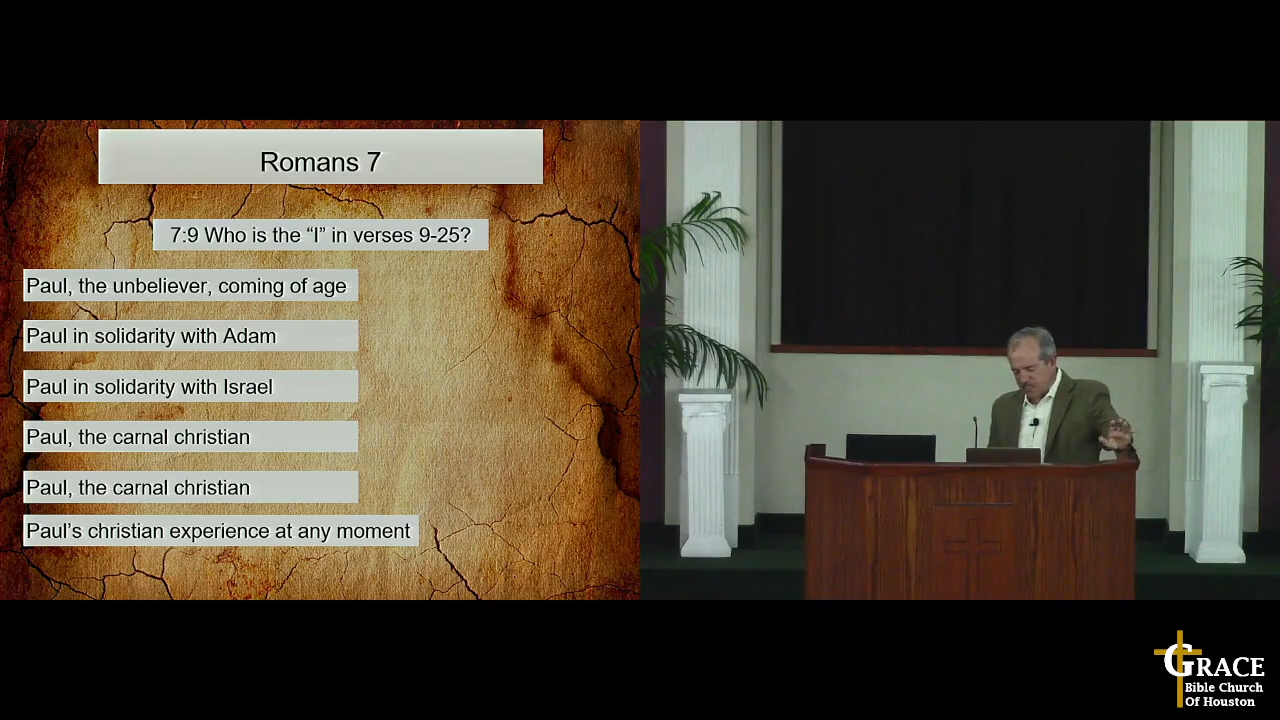 Romans 7
7:9 Who is the “I” in verses 9-25?
Paul, the unbeliever, coming of age
Paul in solidarity with Adam
Paul in solidarity with Israel
Paul, the carnal christian
Paul, the carnal christian
Paul’s christian experience at any moment
GRACE
Bible Church
Of Houston